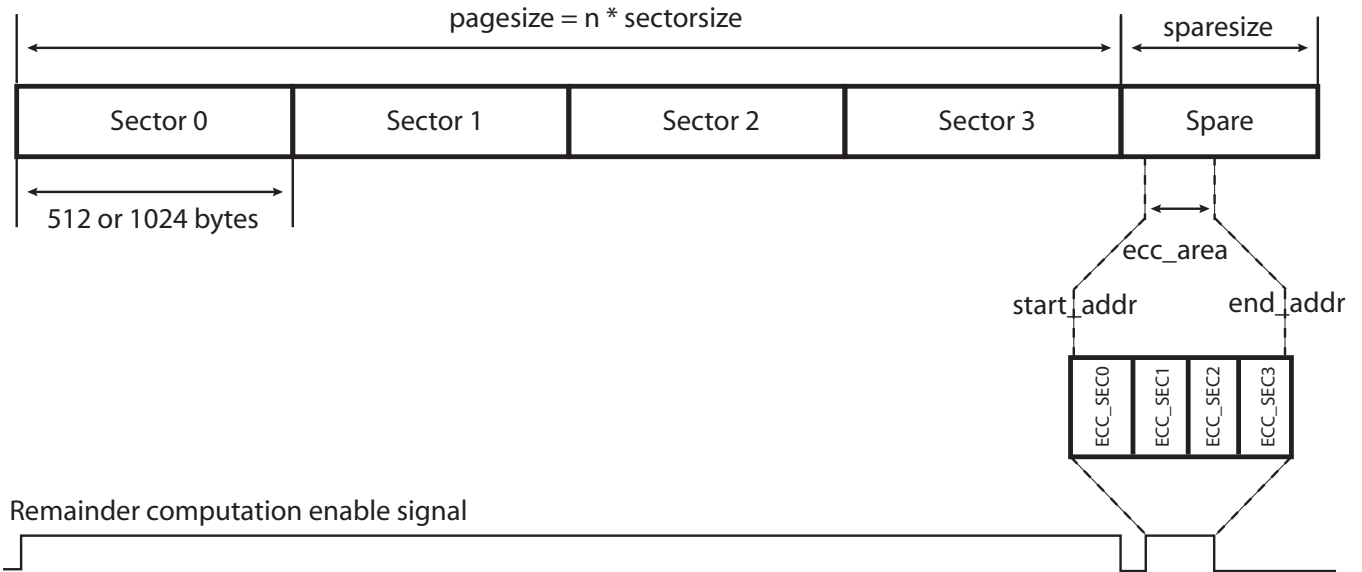 pagesize = n * sectorsize
sparesize
Sector 0
Sector 1
Sector 2
Sector 3
Spare
512 or 1024 bytes
ecc_area
start_addr
end_addr
ECC_SEC0
ECC_SEC1
ECC_SEC2
ECC_SEC3
Remainder computation enable signal